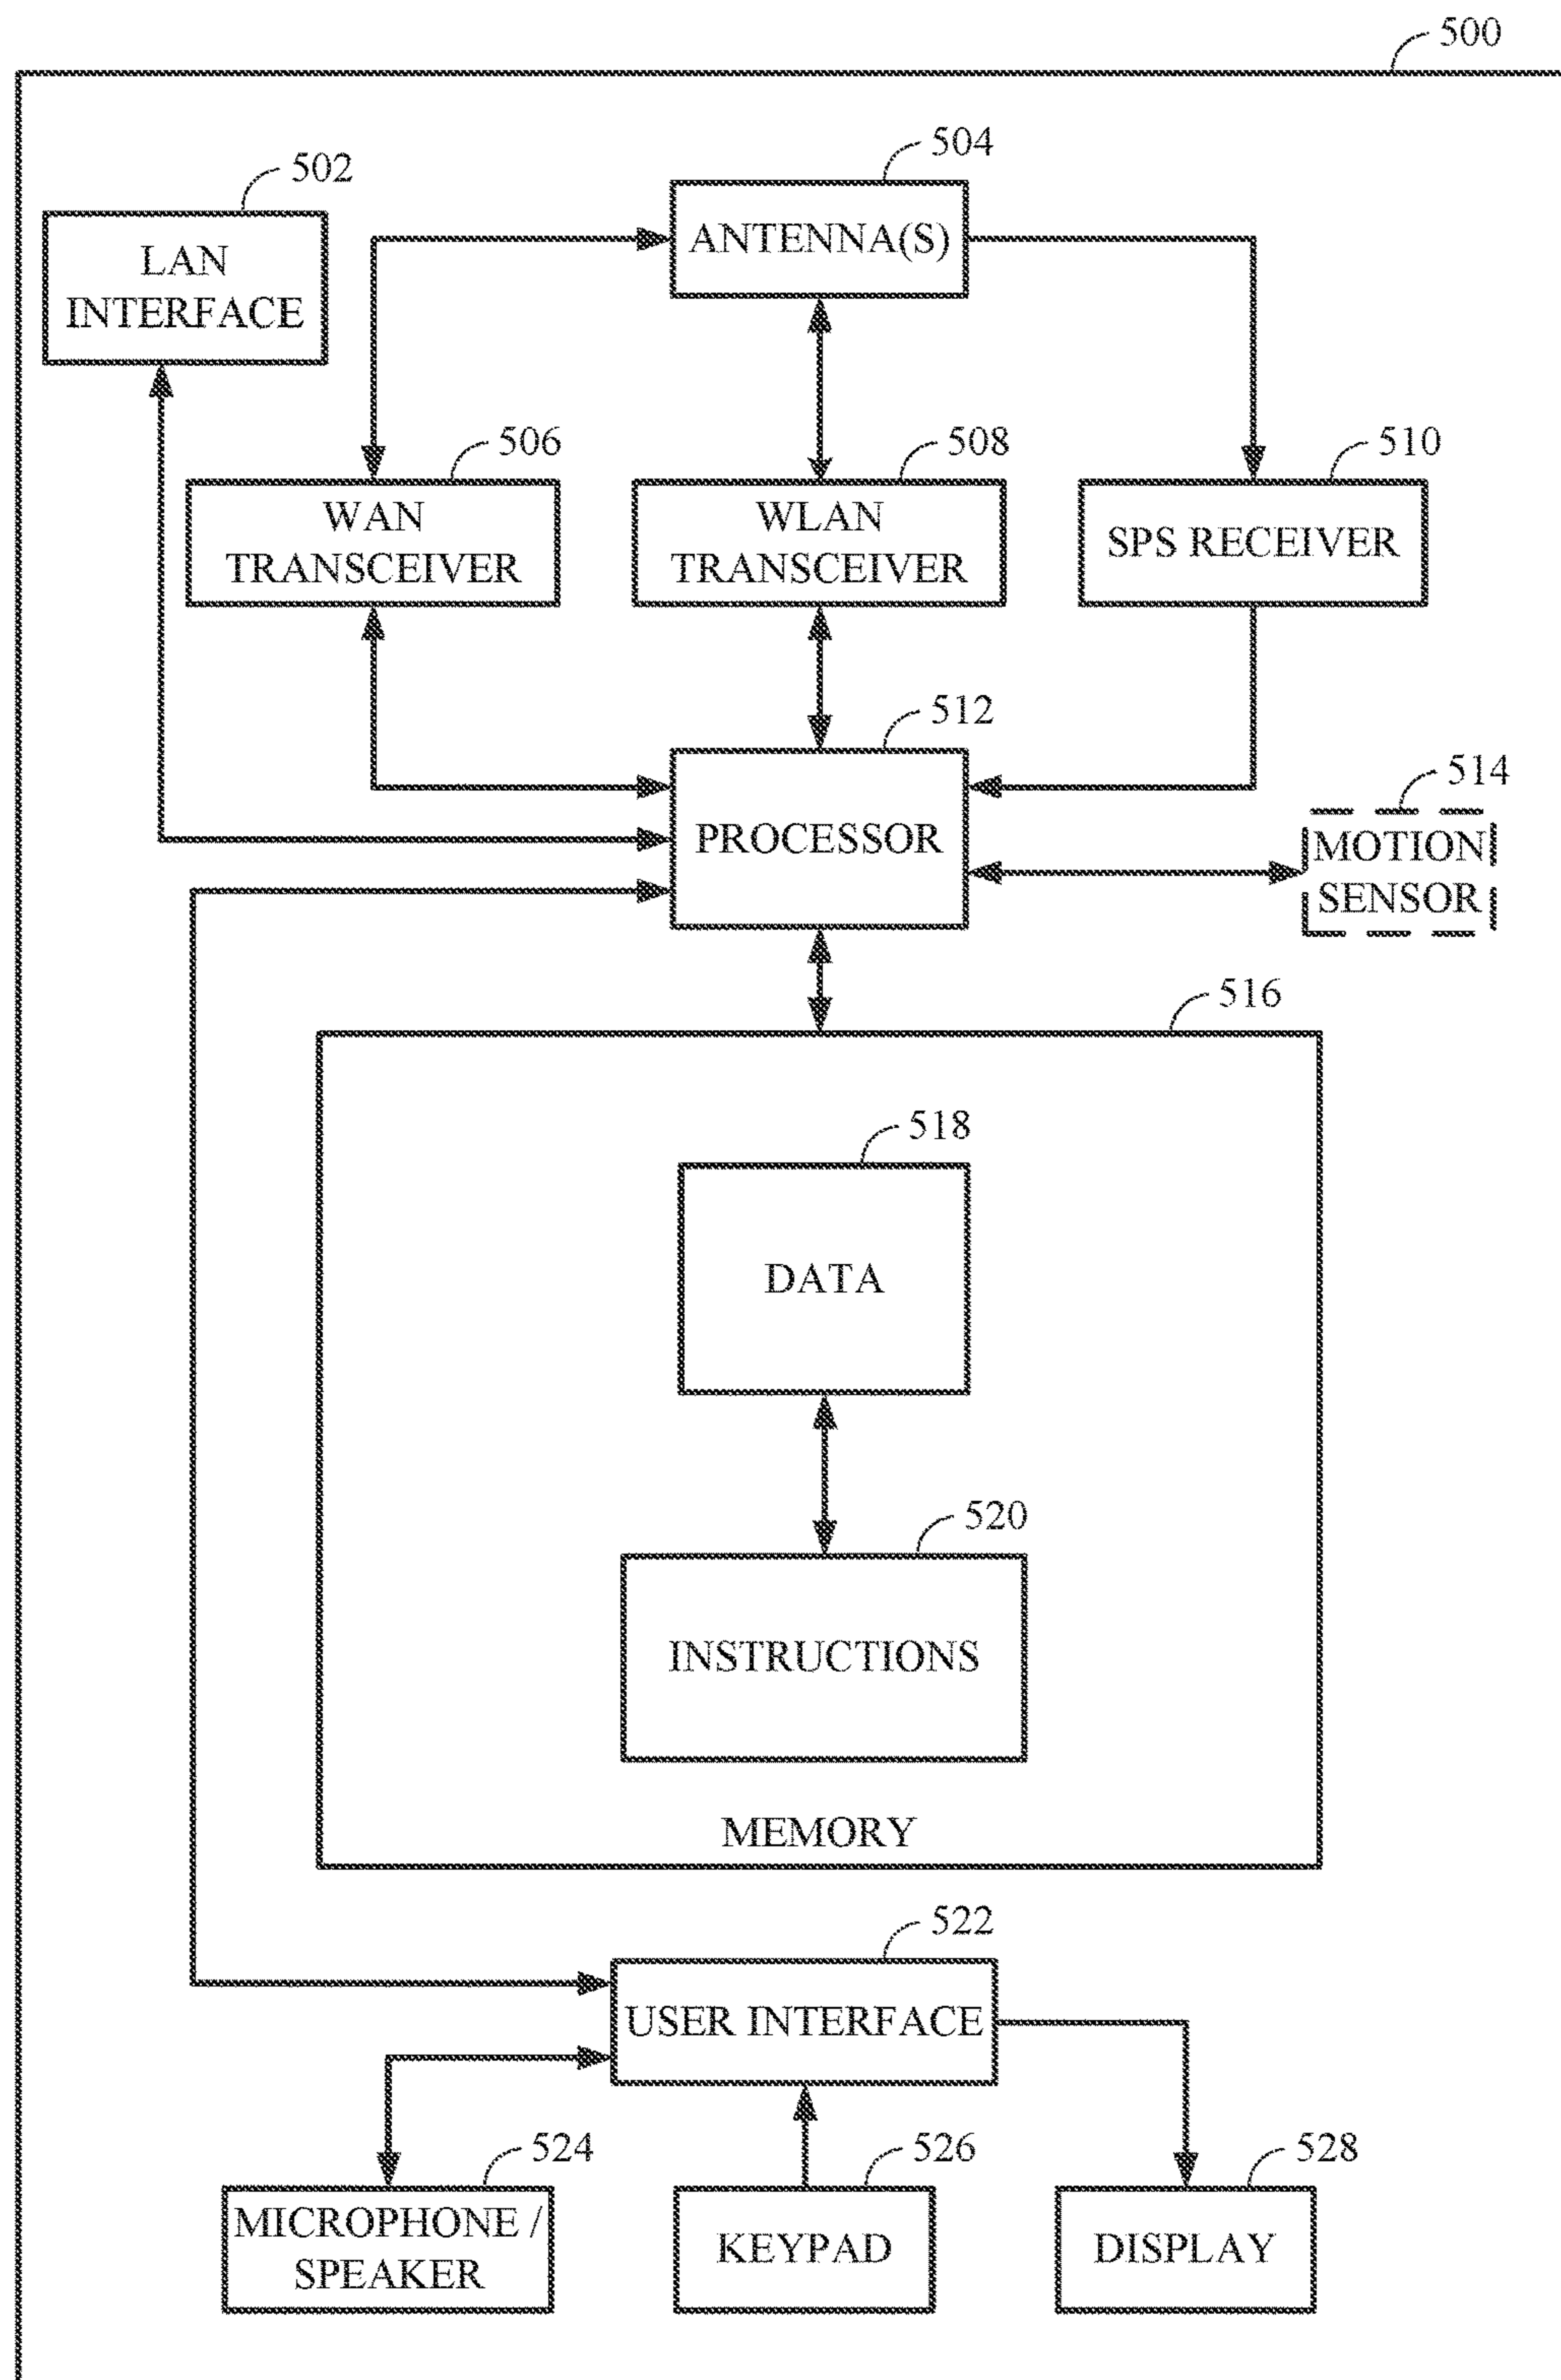 500
502
504
LAN
INTERFACE
ANTENNA(S)
506
508
510
WAN
TRANSCEIVER
WLAN
TRANSCEIVER
SPS RECEIVER
512
514
PROCESSOR
MOTION
SENSOR
516
518
DATA
520
INSTRUCTIONS
MEMORY
522
USER INTERFACE
524
526
528
MICROPHONE /
SPEAKER
KEYPAD
DISPLAY